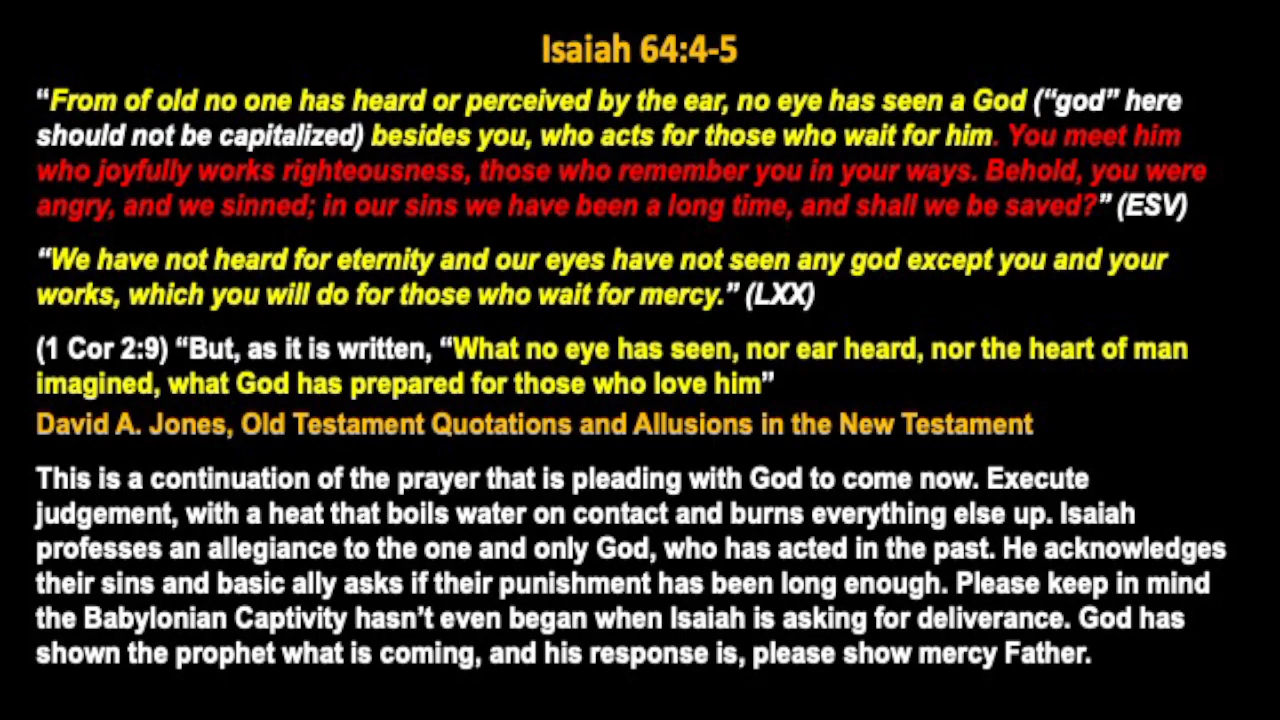 Isaiah 64:4-5
“From of old no one has heard or perceived by the ear, no eye has seen a God (“god” here
should not be capitalized) besides you, who acts for those who wait for him. You meet him
who joyfully works righteousness, those who remember you in your ways. Behold, you were
angry, and we sinned; in our sins we have been a long time, and shall we be saved?” (ESV)
“We have not heard for eternity and our eyes have not seen any god except you and your
works, which you will do for those who wait for mercy.” (LXX)
(1 Cor 2:9) “But, as it is written, “What no eye has seen, nor ear heard, nor the heart of man
imagined, what God has prepared for those who love him”
David A. Jones, Old Testament Quotations and Allusions in the New Testament
This is a continuation of the prayer that is pleading with God to come now. Execute
judgement, with a heat that boils water on contact and burns everything else up. Isaiah
professes an allegiance to the one and only God, who has acted in the past. He acknowledges
their sins and basic ally asks if their punishment has been long enough. Please keep in mind
the Babylonian Captivity hasn’t even began when Isaiah is asking for deliverance. God has
shown the prophet what is coming, and his response is, please show mercy Father.